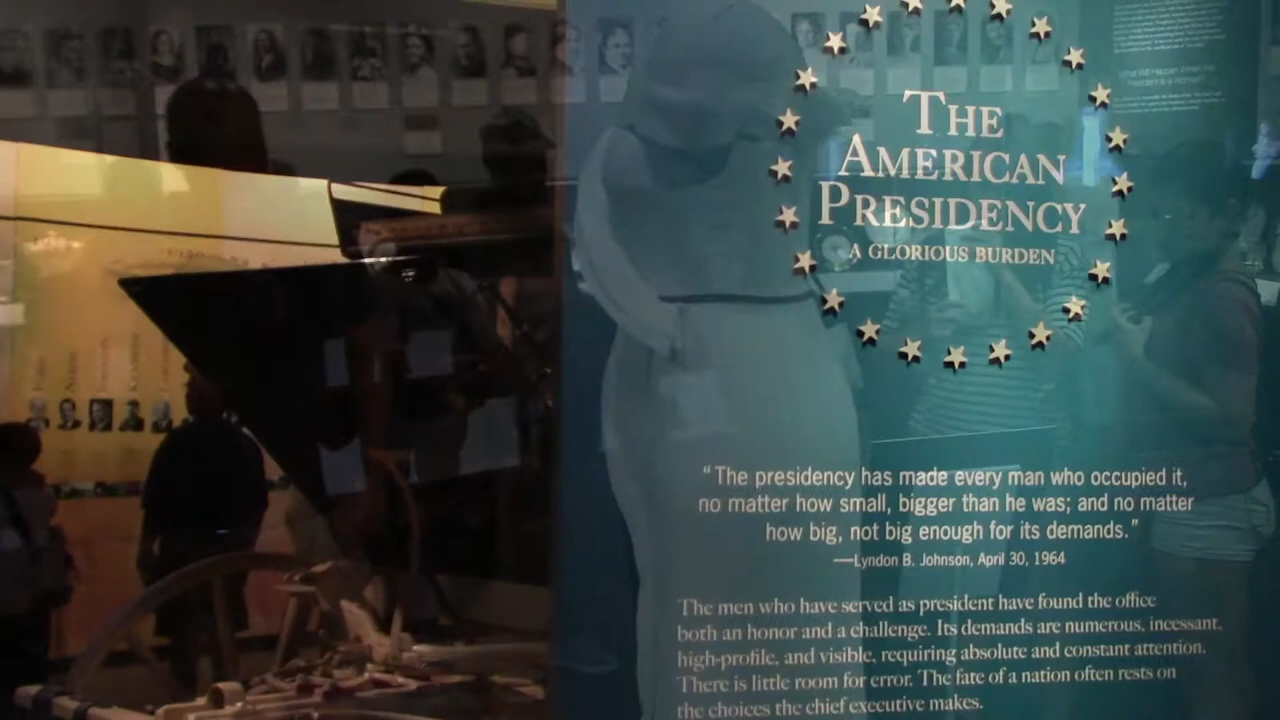 THE
AMERICAN
PRESIDENCY
A GLORIOUS BURDEN
“The presidency has made every man who occupied it,
no matter how small, bigger than he was; and no matter
how big, not big enough for its demands.”
—Lyndon B. Johnson, April 30, 1964
The men who have served as president have found the office
both an honor and a challenge. Its demands are numerous, incessant,
high-profile, and visible, requiring absolute and constant attention.
There is little room for error. The fate of a nation often rests on
the choices the chief executive makes.